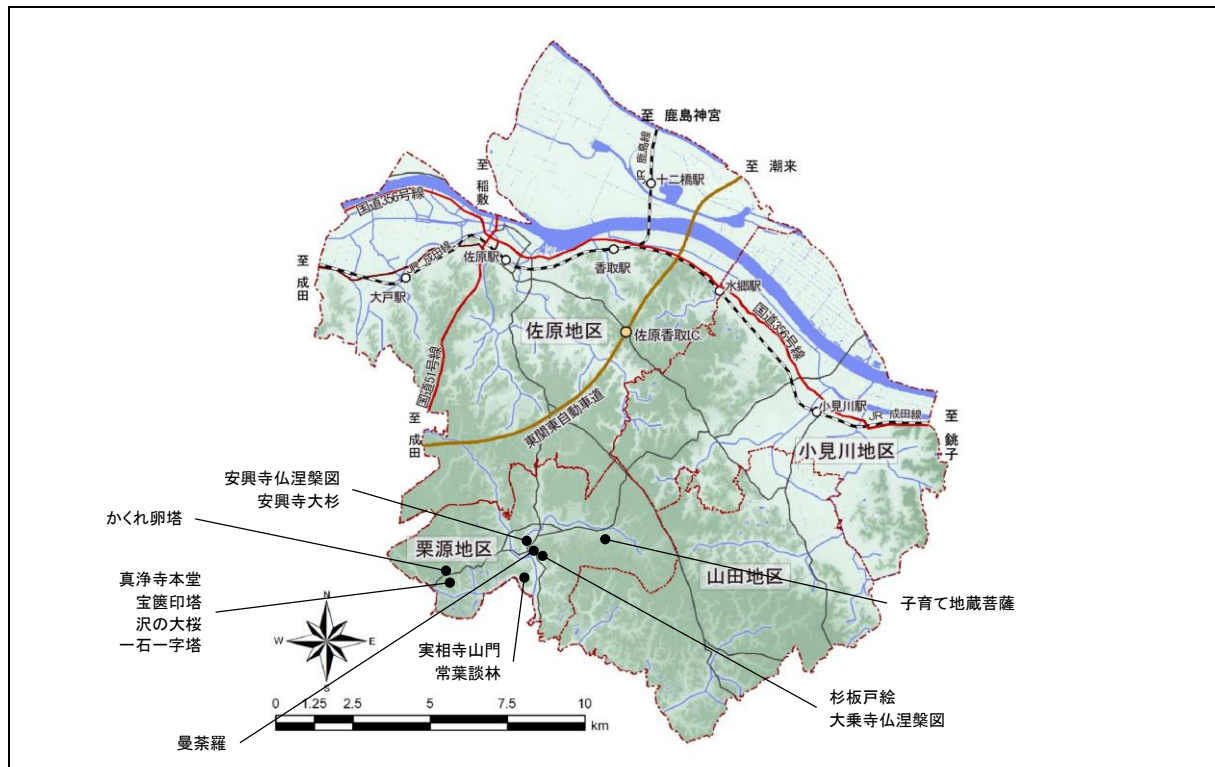 至 鹿島神宮
JR 鹿島線
至 潮来
十二橋駅
至 稲敷
国道356号線
佐原駅
香取駅
JR 成田線
至 成田
大戸駅
水郷駅
国道356号線
佐原地区
佐原香取I.C.
国道51号線
東関東自動車道
小見川駅
JR 成田線
至 銚子
至 成田
小見川地区
安興寺仏涅槃図
安興寺大杉
かくれ卵塔
栗源地区
山田地区
真浄寺本堂
宝篋印塔
沢の大桜
一石一字塔
子育て地蔵菩薩
N
W
E
S
実相寺山門
常葉談林
0 1.25 2.5 5 7.5 10
km
杉板戸絵
大乗寺仏涅槃図
曼荼羅